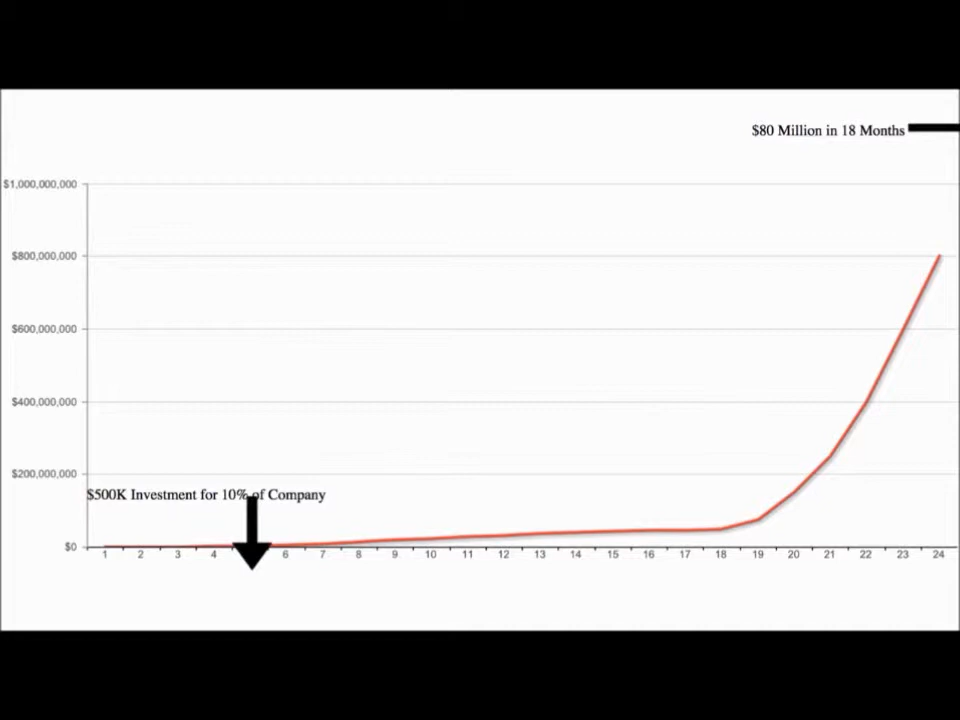 $80 Million in 18 Months
$1,000,000,000
$800,000,000
$600,000,000
$400,000,000
$200,000,000
$500K Investment for 10% of Company
$0
1 2 3 4 6 7 8 9 10 11 12 13 14 15 16 17 18 19 20 21 22 23 24